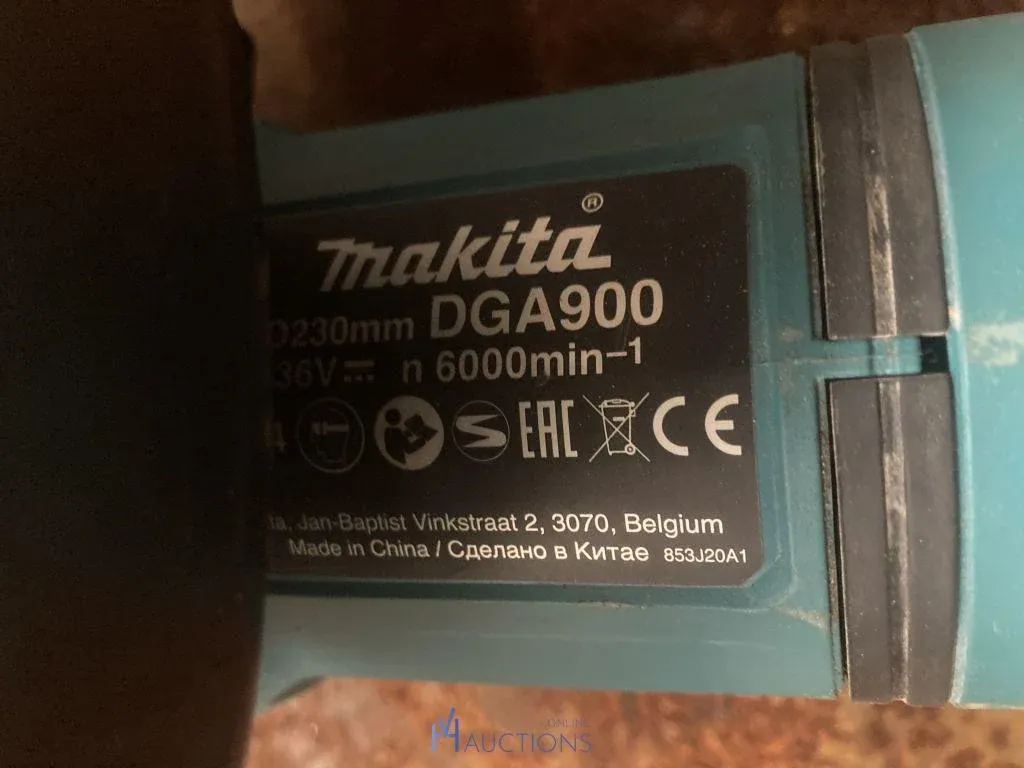 makita®
230mm DGA900
36V n 6000min⁻¹
EAC CE
Jan-Baptist Vinkstraat 2, 3070, Belgium
Made in China / Сделано в Китае 853J20A1
ONLINE
AUCTIONS